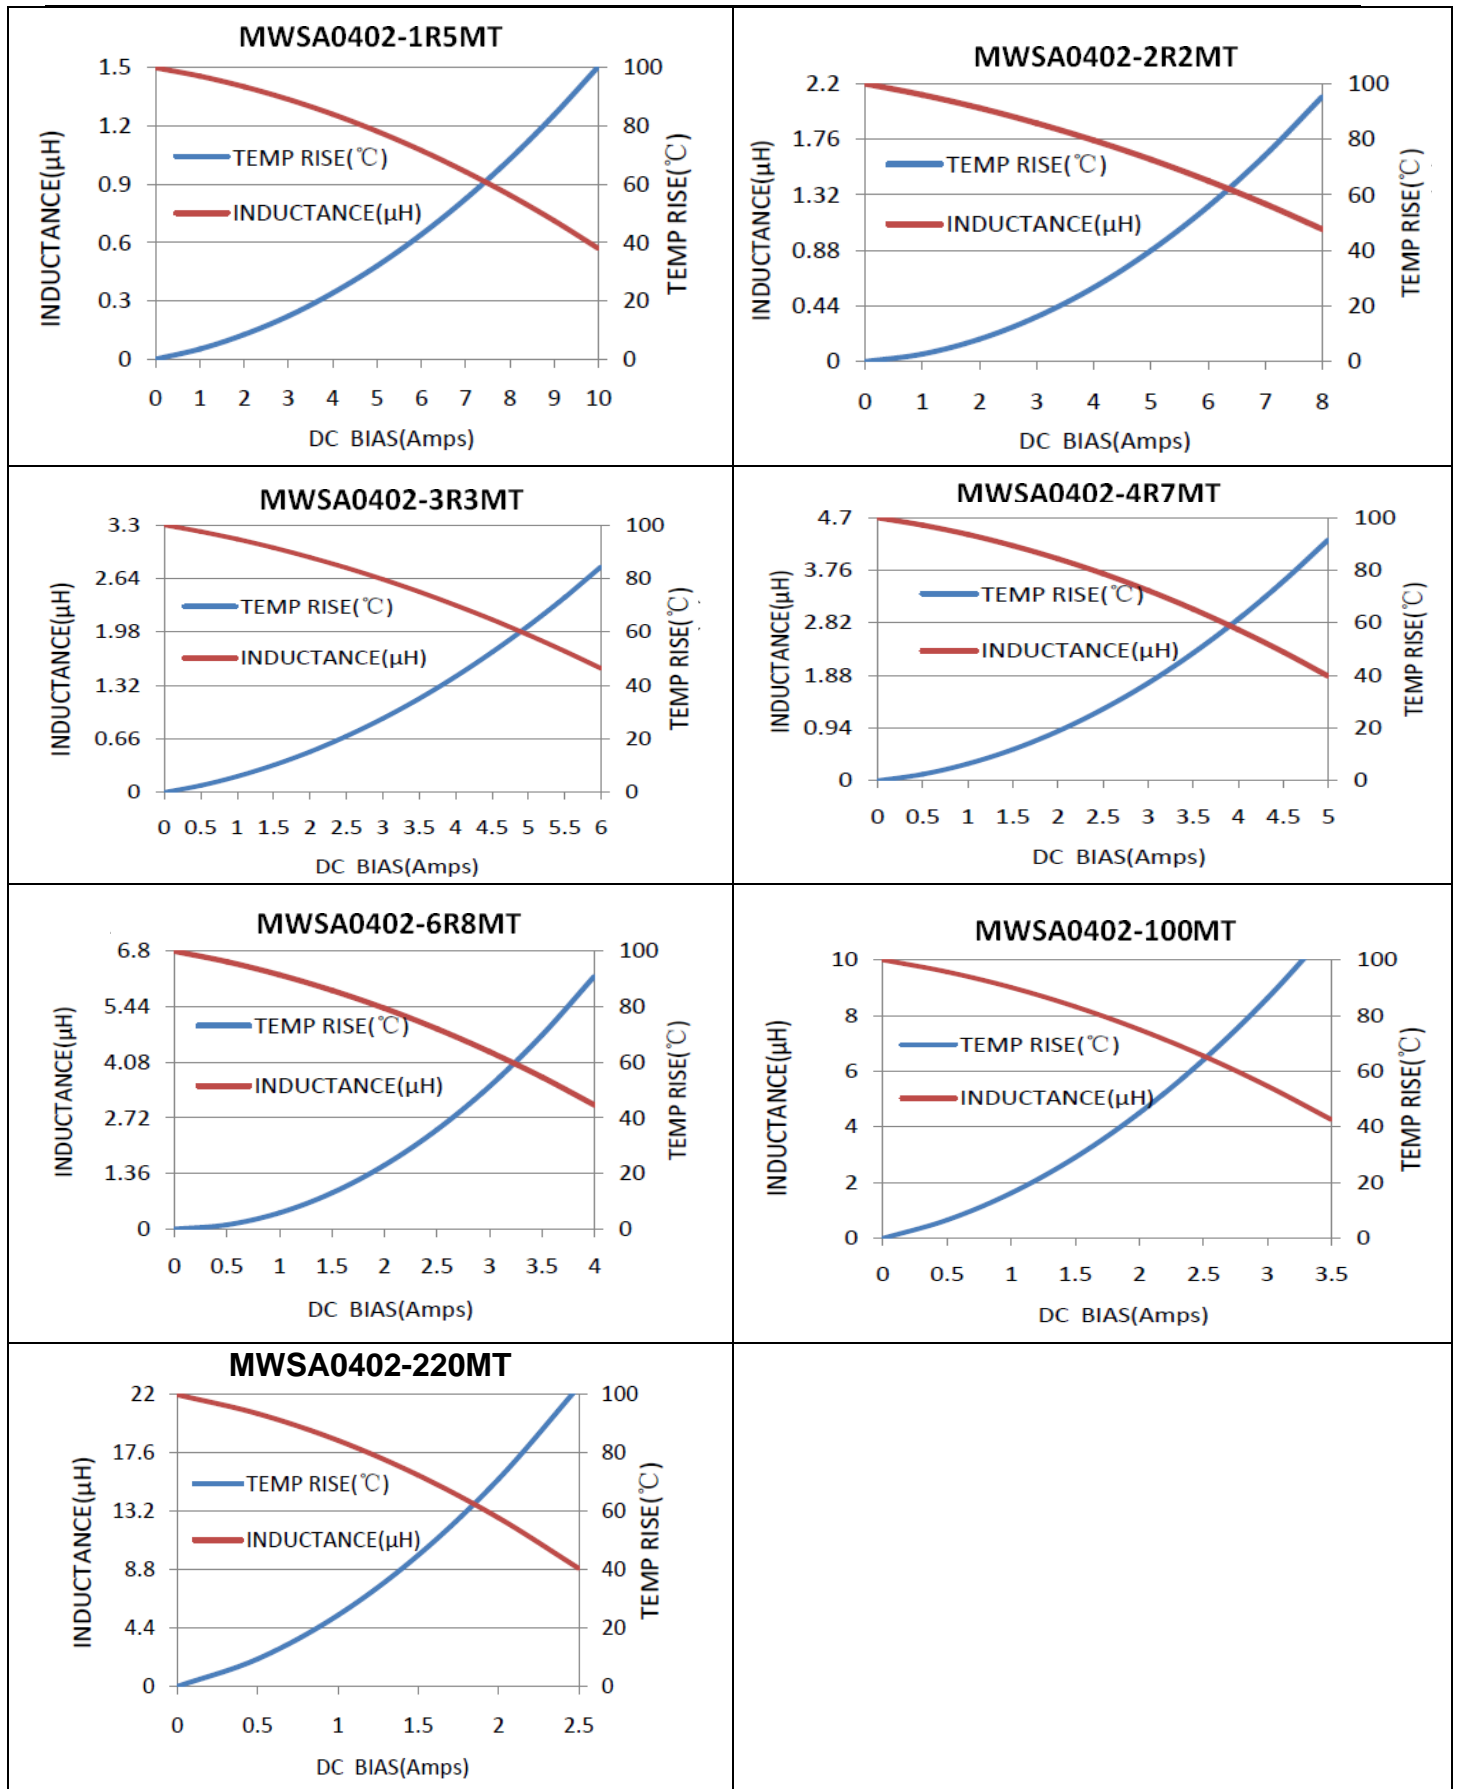 MWSA0402-1R5MT
1.5
1.2
0.9
0.6
0.3
0
100
80
60
40
20
0
INDUCTANCE(μH)
TEMP RISE(℃)
TEMP RISE(℃)
INDUCTANCE(μH)
0 1 2 3 4 5 6 7 8 9 10
DC BIAS(Amps)
MWSA0402-2R2MT
2.2
1.76
1.32
0.88
0.44
0
100
80
60
40
20
0
INDUCTANCE(μH)
TEMP RISE(℃)
TEMP RISE(℃)
INDUCTANCE(μH)
0 1 2 3 4 5 6 7 8
DC BIAS(Amps)
MWSA0402-3R3MT
3.3
2.64
1.98
1.32
0.66
0
100
80
60
40
20
0
INDUCTANCE(μH)
TEMP RISE(℃)
TEMP RISE(℃)
INDUCTANCE(μH)
0 0.5 1 1.5 2 2.5 3 3.5 4 4.5 5 5.5 6
DC BIAS(Amps)
MWSA0402-4R7MT
4.7
3.76
2.82
1.88
0.94
0
100
80
60
40
20
0
INDUCTANCE(μH)
TEMP RISE(℃)
TEMP RISE(℃)
INDUCTANCE(μH)
0 0.5 1 1.5 2 2.5 3 3.5 4 4.5 5
DC BIAS(Amps)
MWSA0402-6R8MT
6.8
5.44
4.08
2.72
1.36
0
100
80
60
40
20
0
INDUCTANCE(μH)
TEMP RISE(℃)
TEMP RISE(℃)
INDUCTANCE(μH)
0 0.5 1 1.5 2 2.5 3 3.5 4
DC BIAS(Amps)
MWSA0402-100MT
10
8
6
4
2
0
100
80
60
40
20
0
INDUCTANCE(μH)
TEMP RISE(℃)
TEMP RISE(℃)
INDUCTANCE(μH)
0 0.5 1 1.5 2 2.5 3 3.5
DC BIAS(Amps)
MWSA0402-220MT
22
17.6
13.2
8.8
4.4
0
100
80
60
40
20
0
INDUCTANCE(μH)
TEMP RISE(℃)
TEMP RISE(℃)
INDUCTANCE(μH)
0 0.5 1 1.5 2 2.5
DC BIAS(Amps)